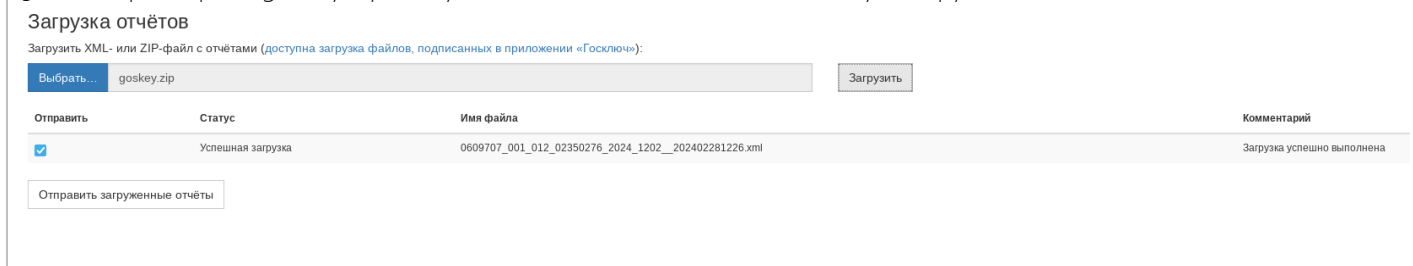 Загрузка отчётов
Загрузить XML- или ZIP-файл с отчётами (доступна загрузка файлов, подписанных в приложении «Госключ»):
Выбрать… goskey.zip Загрузить
Отправить Статус Имя файла Комментарий
Успешная загрузка 0609707_001_012_02350276_2024_1202__202402281226.xml Загрузка успешно выполнена
Отправить загруженные отчёты